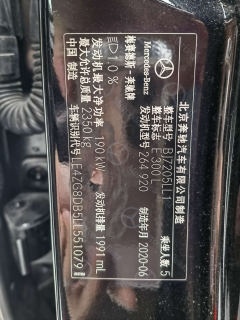 Mercedes-Benz
梅赛德斯-奔驰牌
北京奔驰汽车有限公司制造
整车型号 BJ7205LL1 乘坐人数 5
发动机型号 264 920 制造年月 2020-06
发动机最大净功率 190 kW 发动机排量 1991 mL
最大允许总质量 2350 kg
车辆识别代号
中国 制造